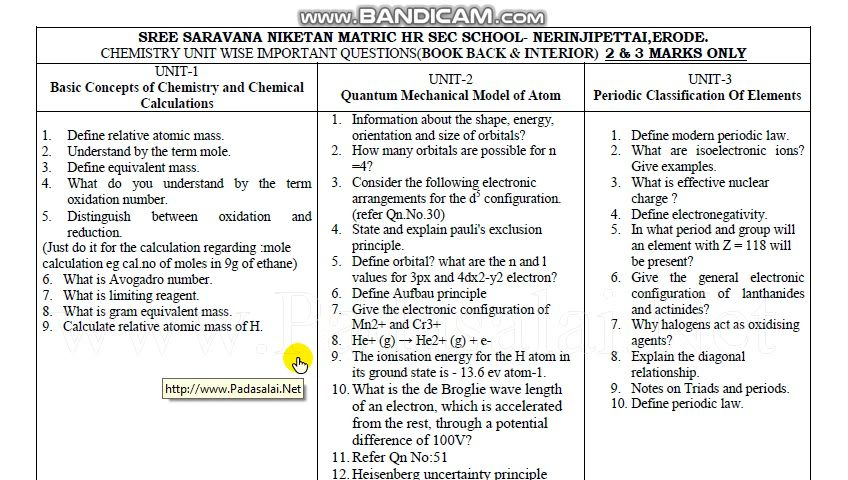 www.BANDICAM.com
SREE SARAVANA NIKETAN MATRIC HR SEC SCHOOL- NERINJIPETTAI,ERODE.
CHEMISTRY UNIT WISE IMPORTANT QUESTIONS(BOOK BACK & INTERIOR) 2 & 3 MARKS ONLY
UNIT-1
Basic Concepts of Chemistry and Chemical
Calculations
1. Define relative atomic mass.
2. Understand by the term mole.
3. Define equivalent mass.
4. What do you understand by the term
oxidation number.
5. Distinguish between oxidation and
reduction.
(Just do it for the calculation regarding :mole
calculation eg cal.no of moles in 9g of ethane)
6. What is Avogadro number.
7. What is limiting reagent.
8. What is gram equivalent mass.
9. Calculate relative atomic mass of H.
http://www.Padasalai.Net
UNIT-2
Quantum Mechanical Model of Atom
1. Information about the shape, energy,
orientation and size of orbitals?
2. How many orbitals are possible for n
=4?
3. Consider the following electronic
arrangements for the d⁵ configuration.
(refer Qn.No.30)
4. State and explain pauli's exclusion
principle.
5. Define orbital? what are the n and l
values for 3px and 4dx2-y2 electron?
6. Define Aufbau principle
7. Give the electronic configuration of
Mn2+ and Cr3+
8. He+ (g) → He2+ (g) + e-
9. The ionisation energy for the H atom in
its ground state is - 13.6 ev atom-1.
10. What is the de Broglie wave length
of an electron, which is accelerated
from the rest, through a potential
difference of 100V?
11. Refer Qn No:51
12. Heisenberg uncertainty principle
UNIT-3
Periodic Classification Of Elements
1. Define modern periodic law.
2. What are isoelectronic ions?
Give examples.
3. What is effective nuclear
charge ?
4. Define electronegativity.
5. In what period and group will
an element with Z = 118 will
be present?
6. Give the general electronic
configuration of lanthanides
and actinides?
7. Why halogens act as oxidising
agents?
8. Explain the diagonal
relationship.
9. Notes on Triads and periods.
10. Define periodic law.
www.Padasalai.Net